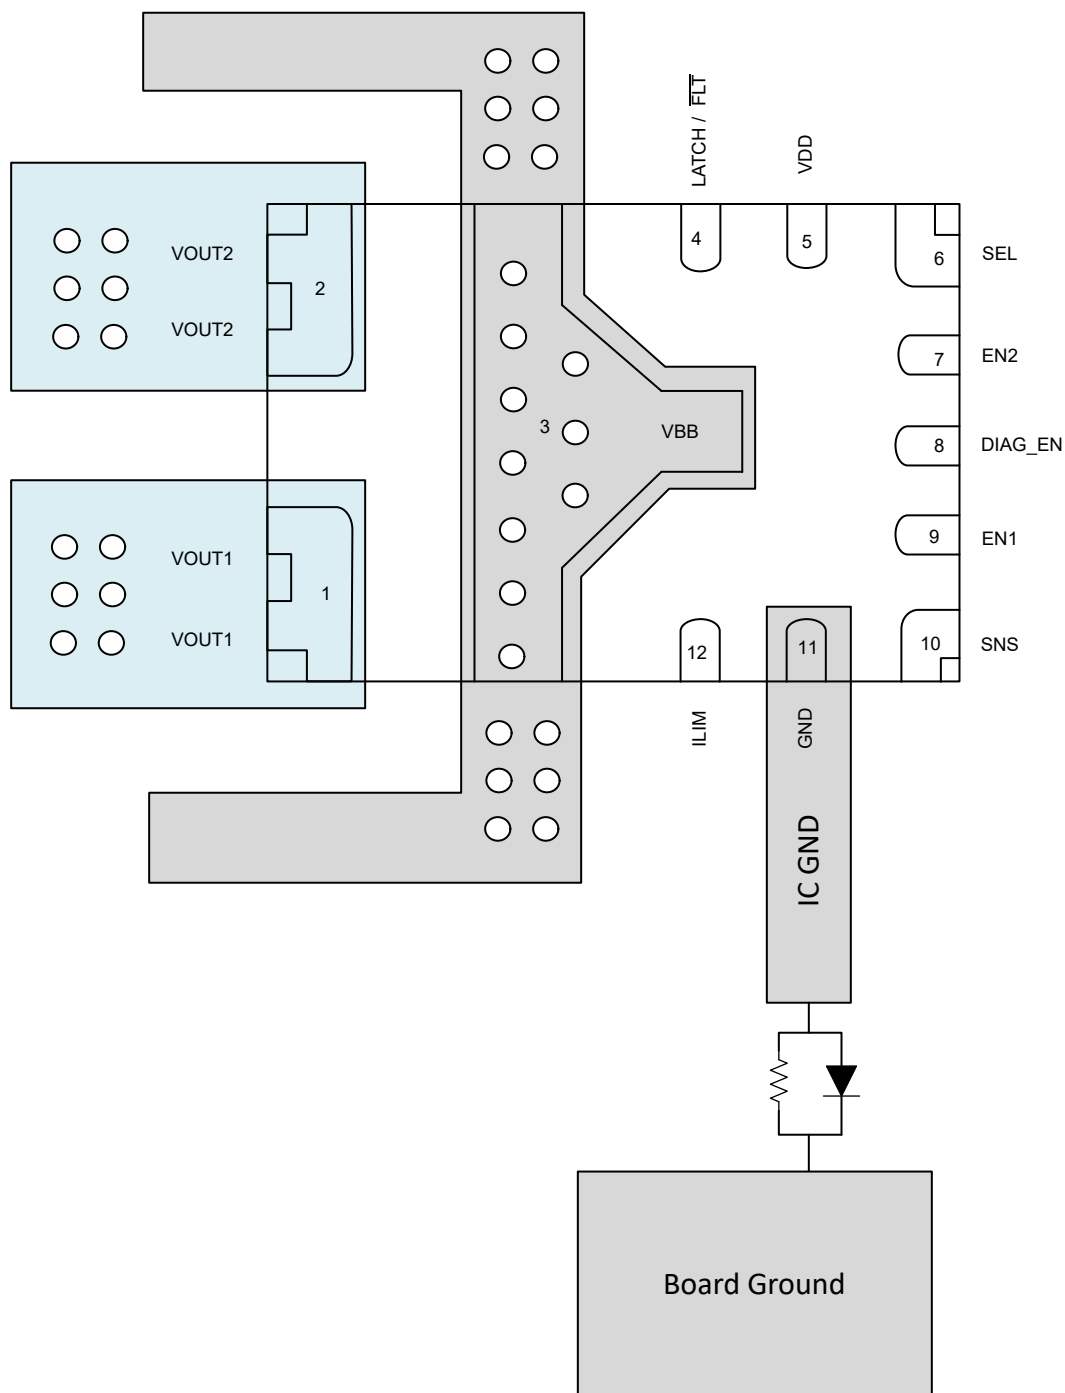 LATCH / FLT
VDD
4
5
6
SEL
VOUT2
2
VOUT2
7
EN2
3
VBB
8
DIAG_EN
9
EN1
VOUT1
1
VOUT1
12
11
10
SNS
ILIM
GND
IC GND
Board Ground